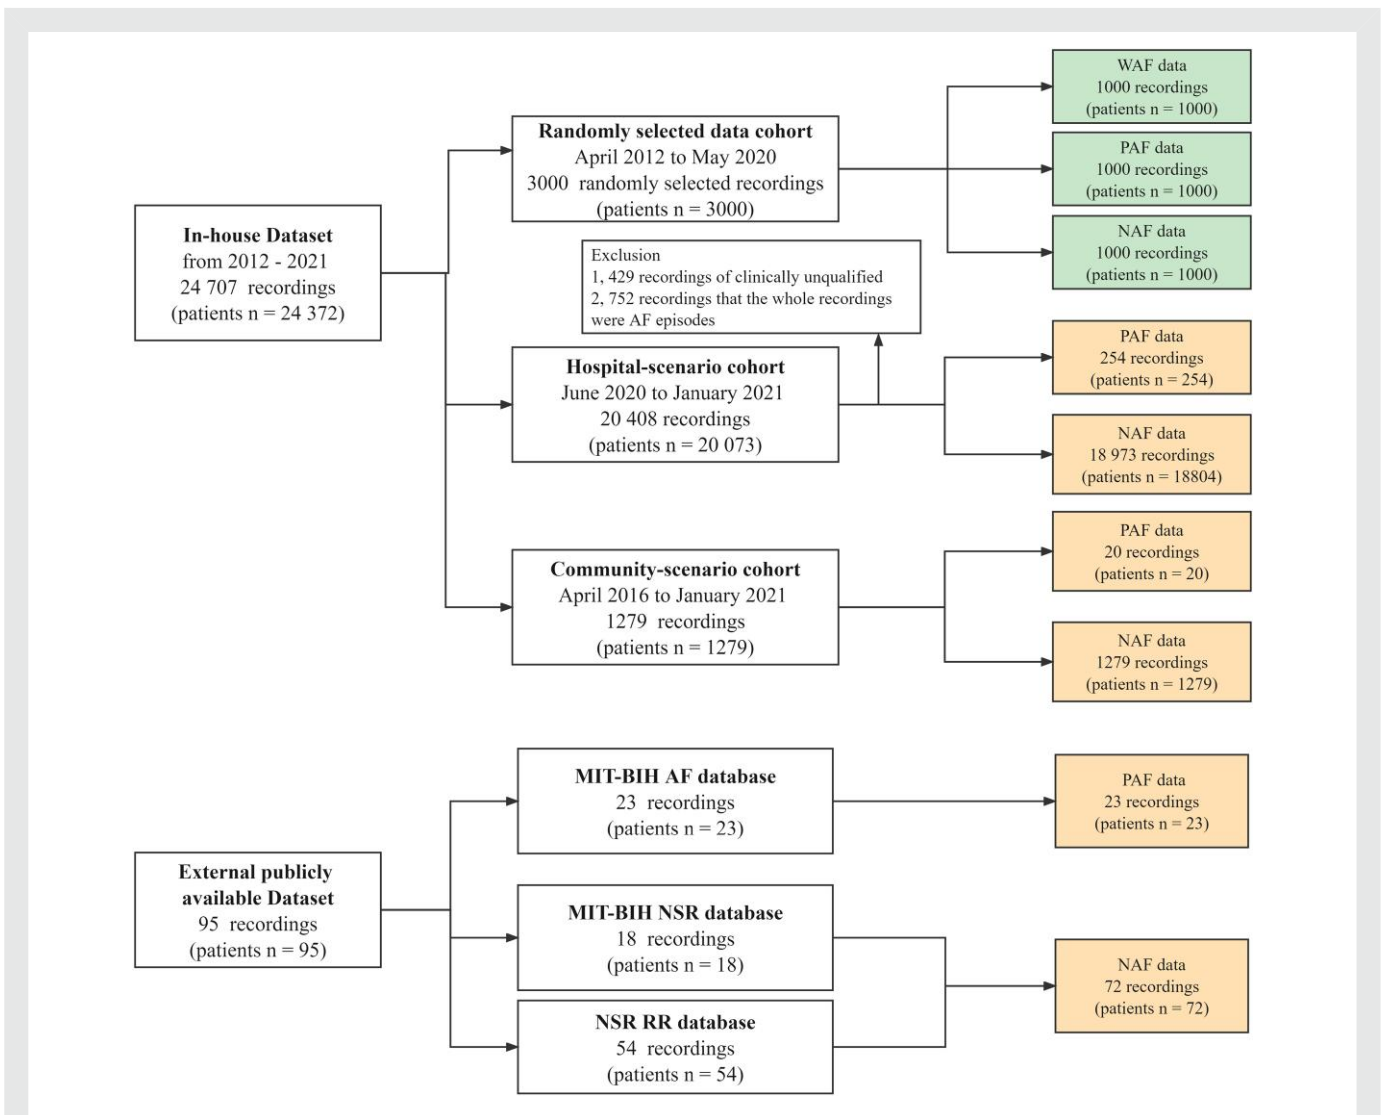 In-house Dataset
from 2012 - 2021
24 707 recordings
(patients n = 24 372)
Randomly selected data cohort
April 2012 to May 2020
3000 randomly selected recordings
(patients n = 3000)
WAF data
1000 recordings
(patients n = 1000)
PAF data
1000 recordings
(patients n = 1000)
NAF data
1000 recordings
(patients n = 1000)
Exclusion
1, 429 recordings of clinically unqualified
2, 752 recordings that the whole recordings
were AF episodes
Hospital-scenario cohort
June 2020 to January 2021
20 408 recordings
(patients n = 20 073)
PAF data
254 recordings
(patients n = 254)
NAF data
18 973 recordings
(patients n = 18804)
Community-scenario cohort
April 2016 to January 2021
1279 recordings
(patients n = 1279)
PAF data
20 recordings
(patients n = 20)
NAF data
1279 recordings
(patients n = 1279)
External publicly
available Dataset
95 recordings
(patients n = 95)
MIT-BIH AF database
23 recordings
(patients n = 23)
PAF data
23 recordings
(patients n = 23)
MIT-BIH NSR database
18 recordings
(patients n = 18)
NSR RR database
54 recordings
(patients n = 54)
NAF data
72 recordings
(patients n = 72)